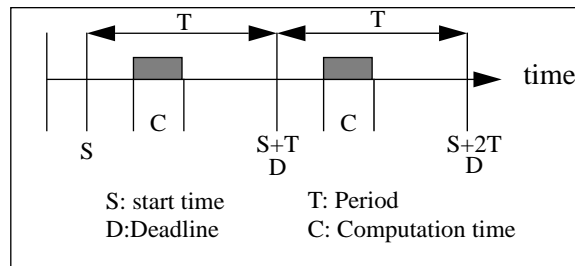 T T
time
C C
S S+T S+2T
D D
S: start time T: Period
D:Deadline C: Computation time